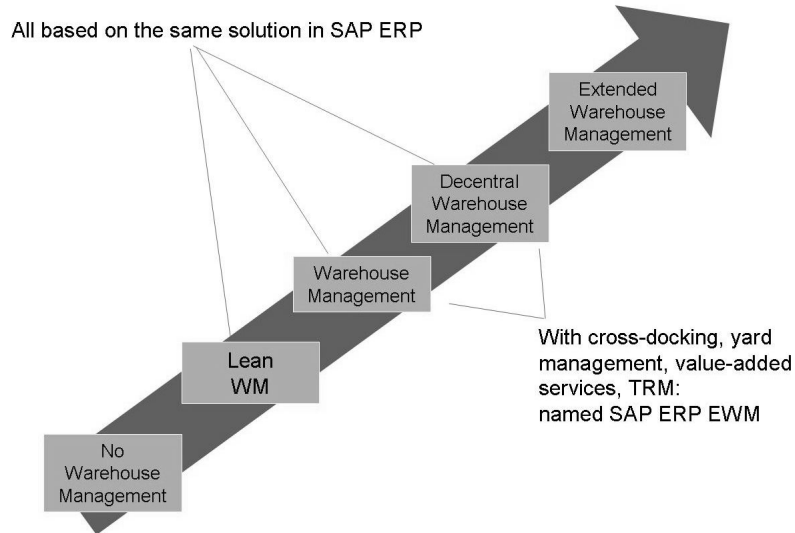 All based on the same solution in SAP ERP
Extended
Warehouse
Management
Decentral
Warehouse
Management
Warehouse
Management
With cross-docking, yard
management, value-added
services, TRM:
named SAP ERP EWM
Lean
WM
No
Warehouse
Management